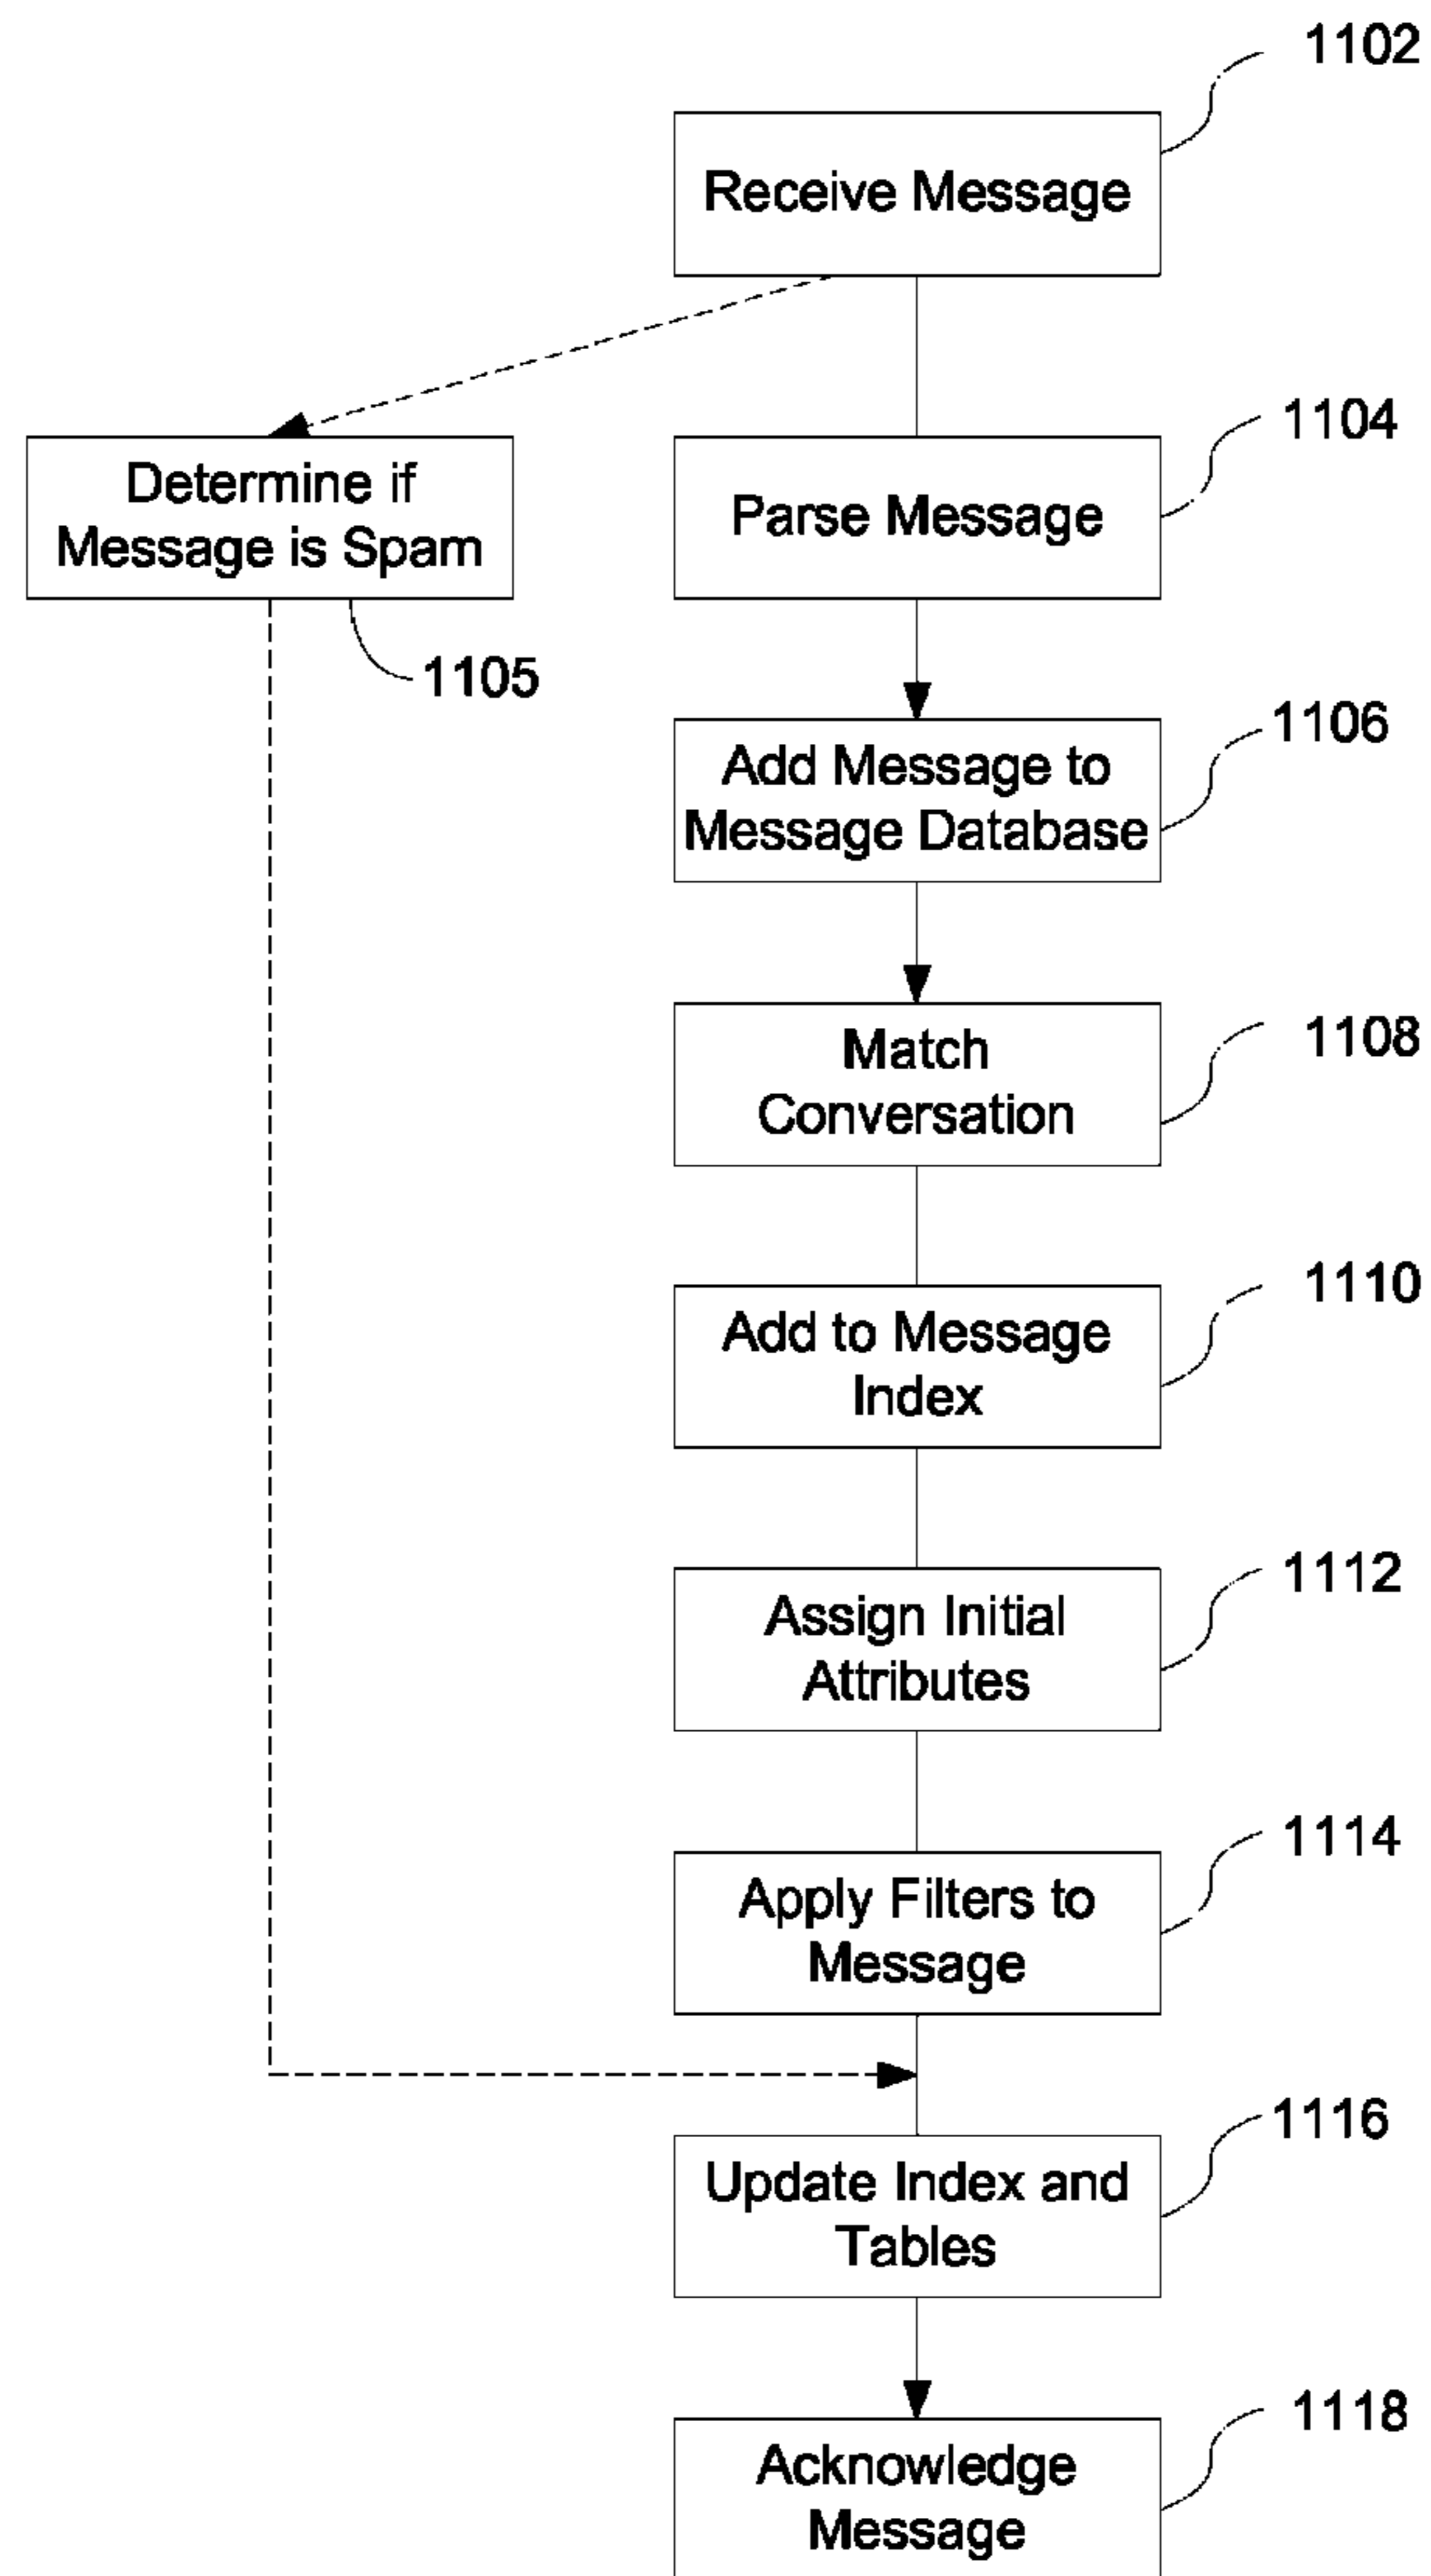 1102
Receive Message
1104
Determine if
Message is Spam
Parse Message
1105
1106
Add Message to
Message Database
1108
Match
Conversation
1110
Add to Message
Index
1112
Assign Initial
Attributes
1114
Apply Filters to
Message
1116
Update Index and
Tables
1118
Acknowledge
Message